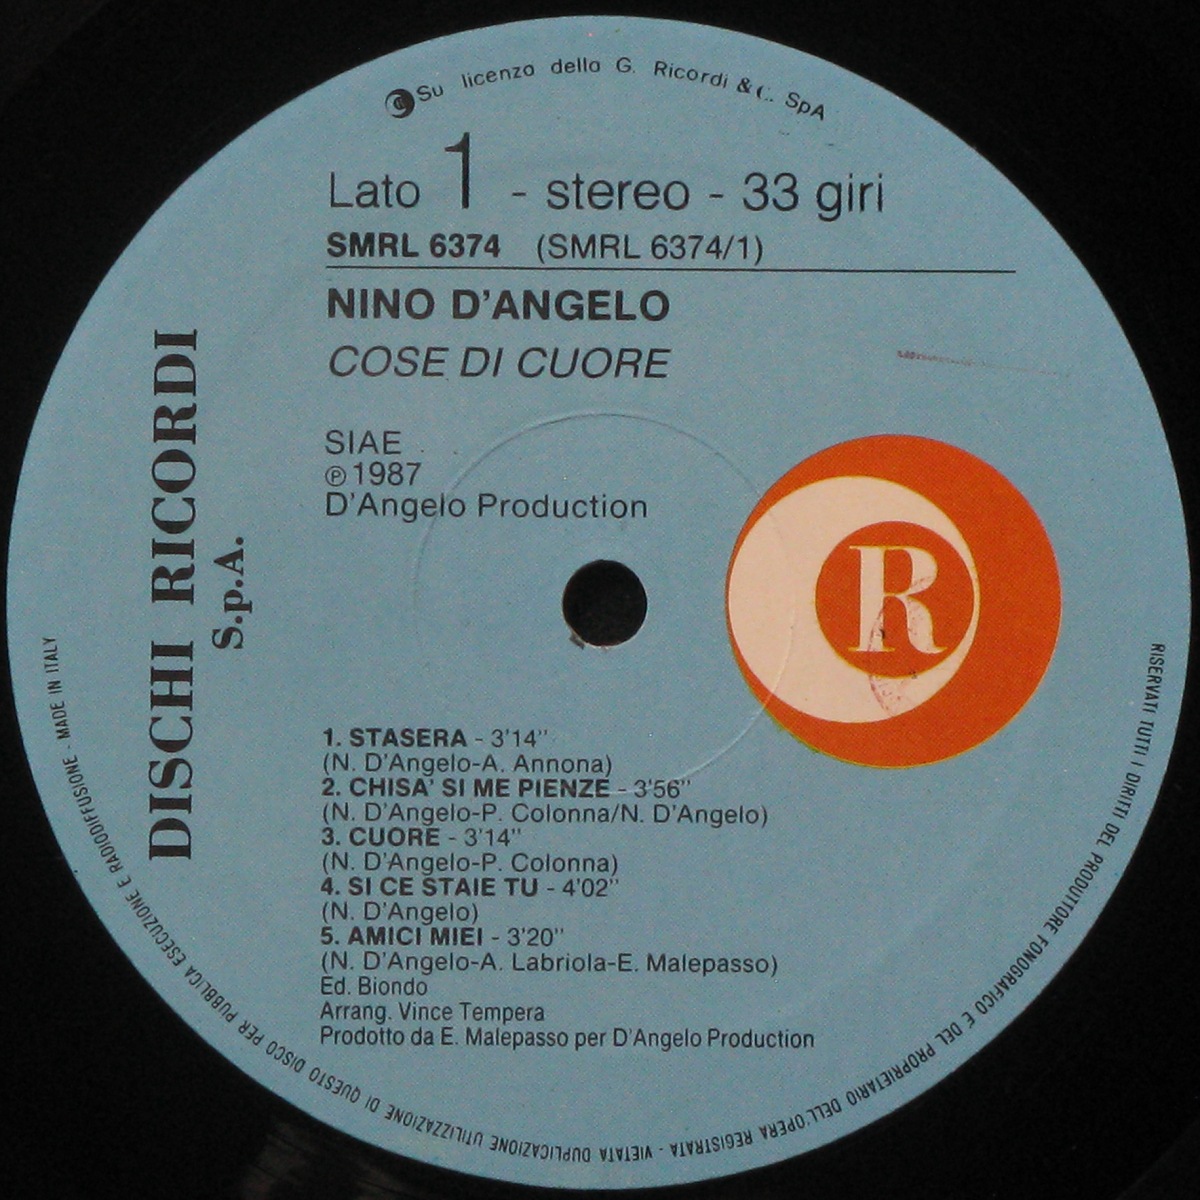 Su licenza della G. Ricordi & C. SpA
Lato 1 - stereo - 33 giri
SMRL 6374 (SMRL 6374/1)
NINO D'ANGELO
COSE DI CUORE
SIAE
℗ 1987
D'Angelo Production
DISCHI RICORDI
S.p.A.
R
1. STASERA - 3'14"
(N. D'Angelo-A. Annona)
2. CHISA' SI ME PIENZE - 3'56"
(N. D'Angelo-P. Colonna/N. D'Angelo)
3. CUORE - 3'14"
(N. D'Angelo-P. Colonna)
4. SI CE STAIE TU - 4'02"
(N. D'Angelo)
5. AMICI MIEI - 3'20"
(N. D'Angelo-A. Labriola-E. Malepasso)
Ed. Biondo
Arrang. Vince Tempera
Prodotto da E. Malepasso per D'Angelo Production
RISERVATI TUTTI I DIRITTI DEL PRODUTTORE FONOGRAFICO E DEL PROPRIETARIO DELL'OPERA REGISTRATA - VIETATA DUPLICAZIONE UTILIZZAZIONE DI QUESTO DISCO PER PUBBLICA ESECUZIONE E RADIODIFFUSIONE - MADE IN ITALY